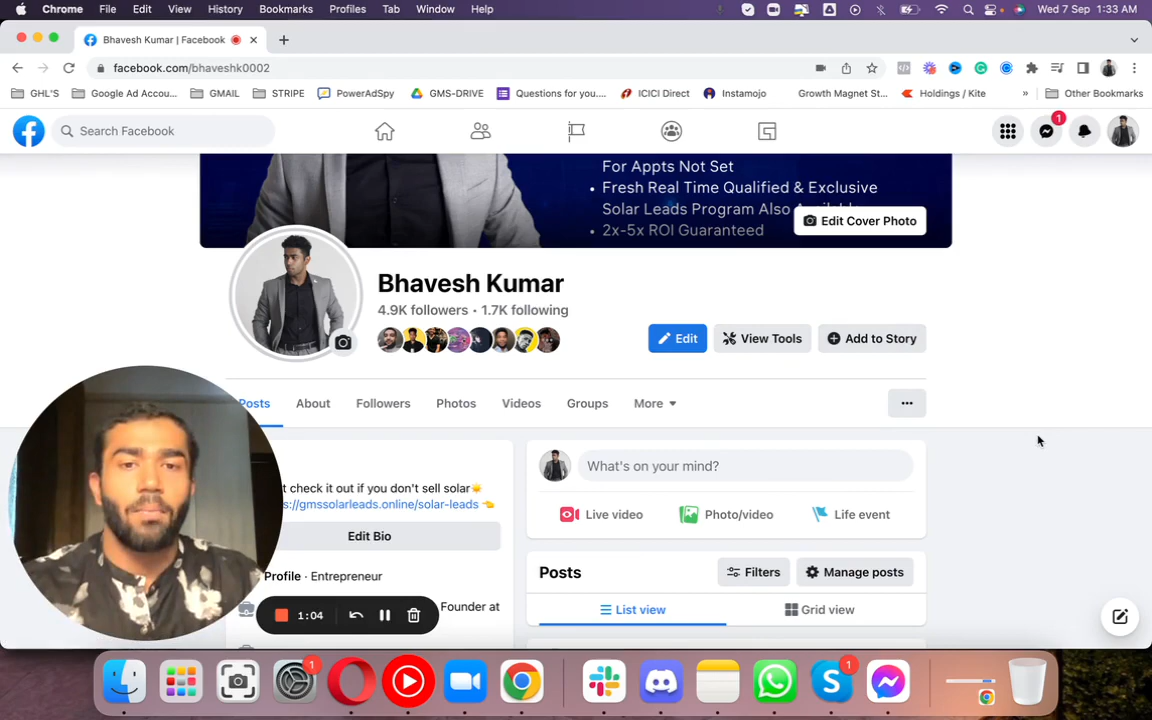 Chrome File Edit View History Bookmarks Profiles Tab Window Help Wed 7 Sep 1:33 AM
Bhavesh Kumar | Facebook
facebook.com/bhaveshk0002
GHL'S Google Ad Accou... GMAIL STRIPE PowerAdSpy GMS-DRIVE Questions for you.... ICICI Direct Instamojo Growth Magnet St... Holdings / Kite » Other Bookmarks
Search Facebook
1
For Appts Not Set
• Fresh Real Time Qualified & Exclusive
Solar Leads Program Also Available
Edit Cover Photo
• 2x-5x ROI Guaranteed
Bhavesh Kumar
4.9K followers • 1.7K following
Edit View Tools Add to Story
Posts About Followers Photos Videos Groups More
What's on your mind?
t check it out if you don't sell solar
s://gmssolarleads.online/solar-leads
Live video Photo/video Life event
Edit Bio
Posts Filters Manage posts
Profile · Entrepreneur
Founder at
1:04
List view Grid view
1
1